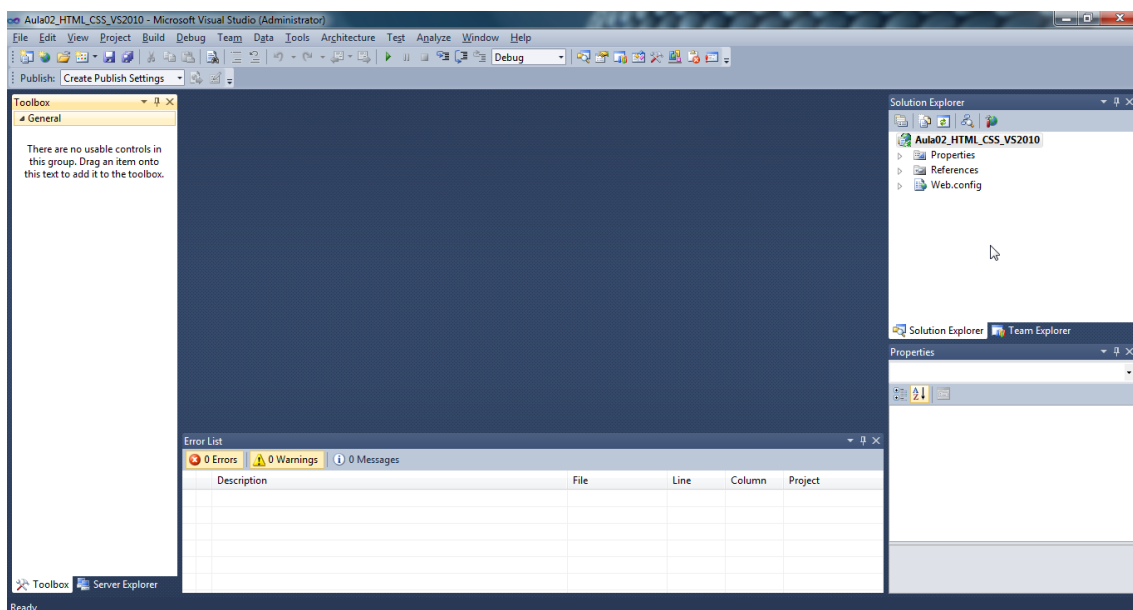 Aula02_HTML_CSS_VS2010 - Microsoft Visual Studio (Administrator)
File Edit View Project Build Debug Team Data Tools Architecture Test Analyze Window Help
Debug
Publish: Create Publish Settings
Toolbox
General
There are no usable controls in
this group. Drag an item onto
this text to add it to the toolbox.
Toolbox Server Explorer
Error List
0 Errors 0 Warnings 0 Messages
Description File Line Column Project
Solution Explorer
Aula02_HTML_CSS_VS2010
Properties
References
Web.config
Solution Explorer Team Explorer
Properties
Ready